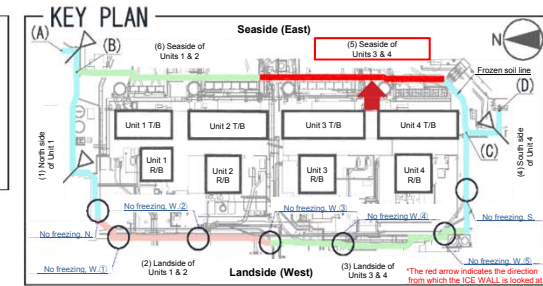 KEY PLAN
Seaside (East)
N
(A)
(B)
(6) Seaside of
Units 1 & 2
(5) Seaside of
Units 3 & 4
Frozen soil line
(D)
(C)
(1) North side
of Unit 1
Unit 1 T/B
Unit 2 T/B
Unit 3 T/B
Unit 4 T/B
(4) South side
of Unit 4
Unit 1
R/B
Unit 2
R/B
Unit 3
R/B
Unit 4
R/B
No freezing, W.②
No freezing, W.③
No freezing, W.④
No freezing, S.
No freezing, N.
No freezing, W.①
No freezing, W.⑤
(2) Landside of
Units 1 & 2
Landside (West)
(3) Landside of
Units 3 & 4
*The red arrow indicates the direction
from which the ICE WALL is looked at.